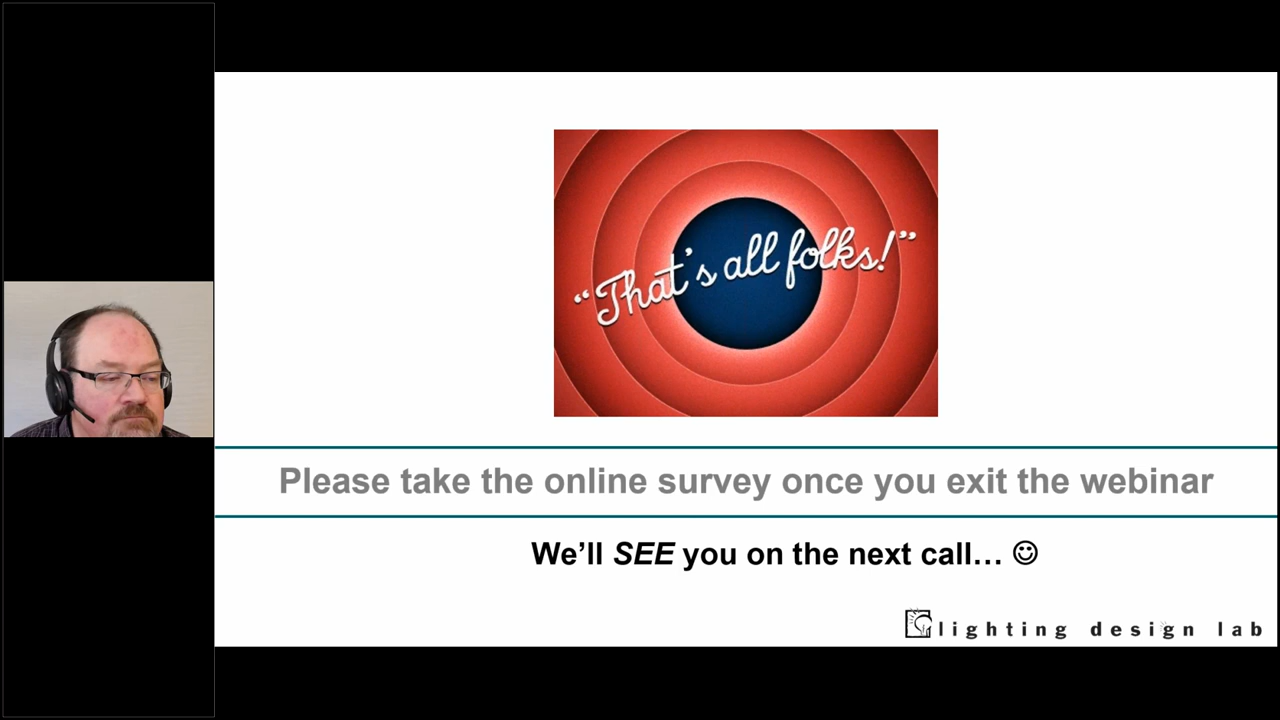 “That’s all folks!”
Please take the online survey once you exit the webinar
We’ll SEE you on the next call… ☺
lighting design lab